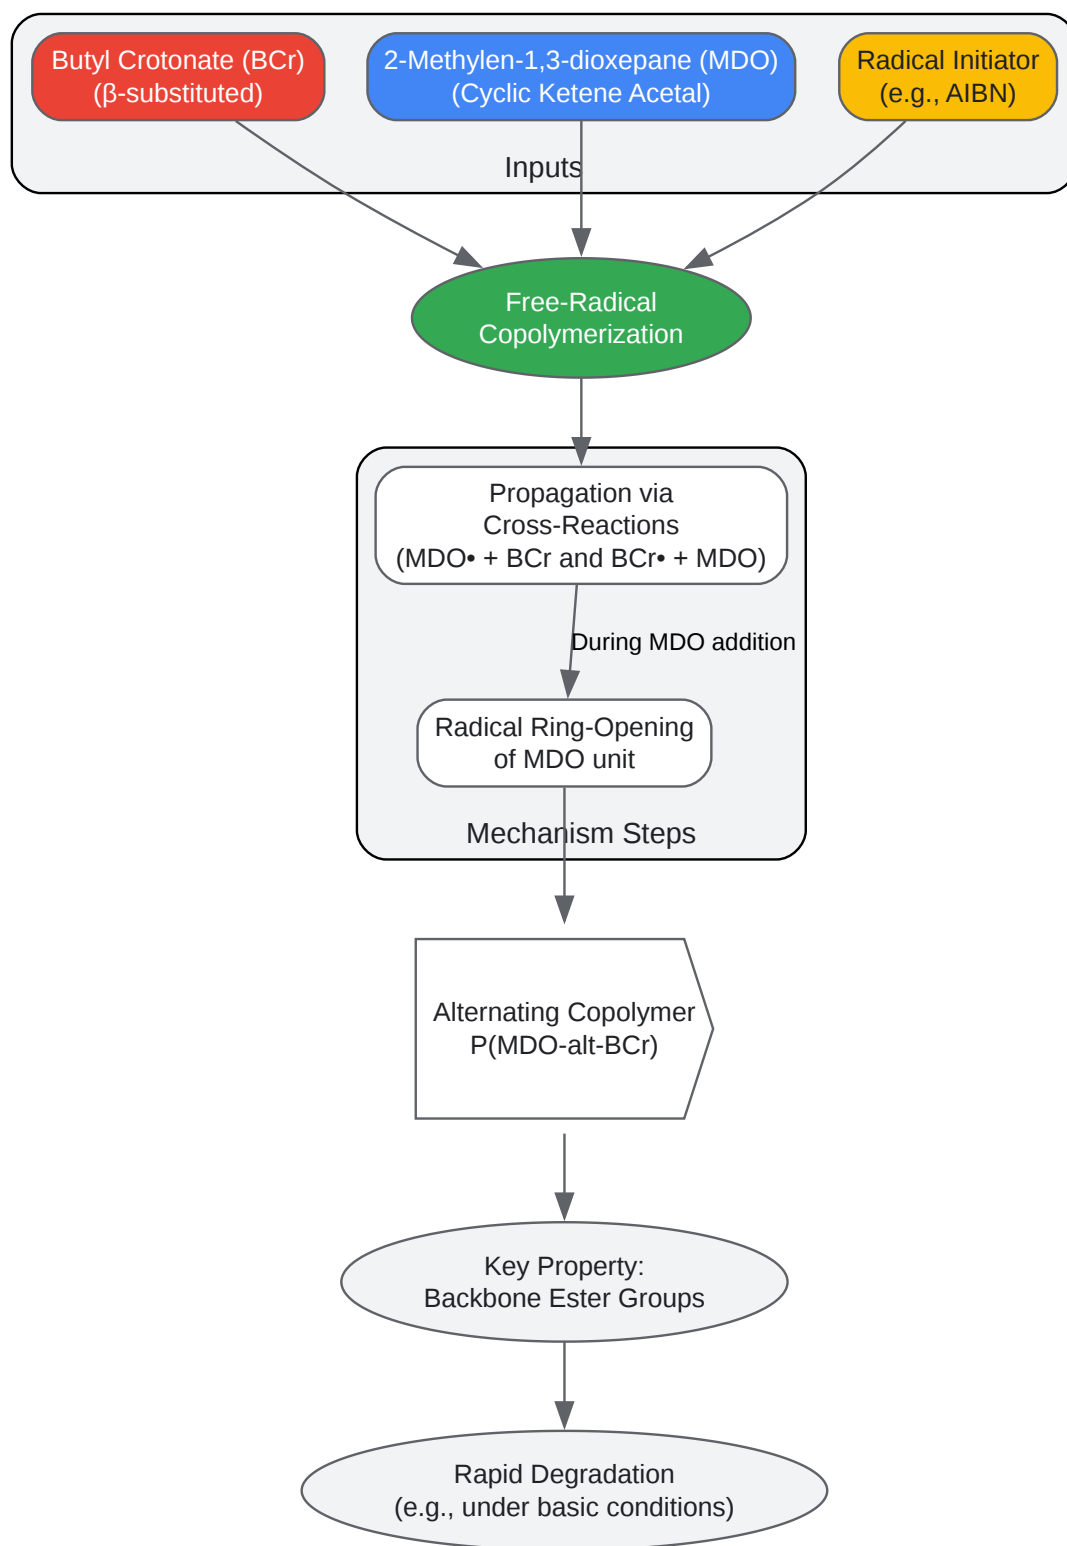 Butyl Crotonate (BCr)
(β-substituted)
2-Methylen-1,3-dioxepane (MDO)
(Cyclic Ketene Acetal)
Radical Initiator
(e.g., AIBN)
Inputs
Free-Radical
Copolymerization
Propagation via
Cross-Reactions
(MDO• + BCr and BCr• + MDO)
During MDO addition
Radical Ring-Opening
of MDO unit
Mechanism Steps
Alternating Copolymer
P(MDO-alt-BCr)
Key Property:
Backbone Ester Groups
Rapid Degradation
(e.g., under basic conditions)